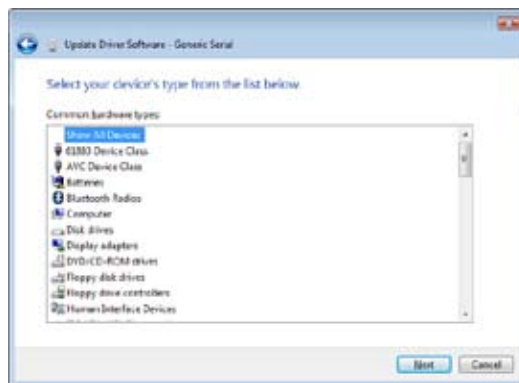 Update Driver Software - Generic Serial
Select your device's type from the list below.
Common hardware types:
Show All Devices
61883 Device Class
AVC Device Class
Batteries
Bluetooth Radios
Computer
Disk drives
Display adapters
DVD/CD-ROM drives
Floppy disk drives
Floppy drive controllers
Human Interface Devices
Next
Cancel